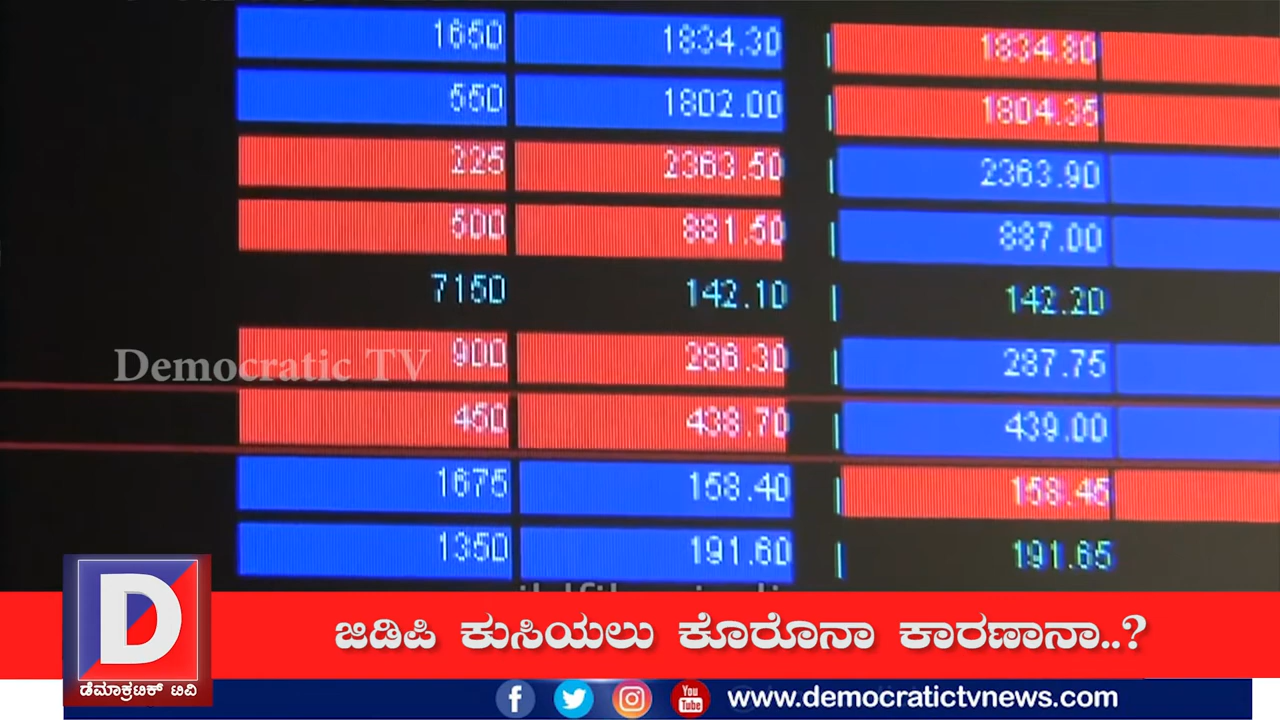 1650 1834.30 1834.80
550 1802.00 1804.35
225 2363.50 2363.90
500 881.50 887.00
7150 142.10 142.20
900 286.30 287.75
Democratic TV
450 438.70 439.00
1675 158.40 158.45
1350 191.60 191.65
D
ಡೆಮಾಕ್ರಟಿಕ್ ಟಿವಿ
ಜಿಡಿಪಿ ಕುಸಿಯಲು ಕೊರೊನಾ ಕಾರಣಾನಾ..?
f You Tube www.democratictvnews.com